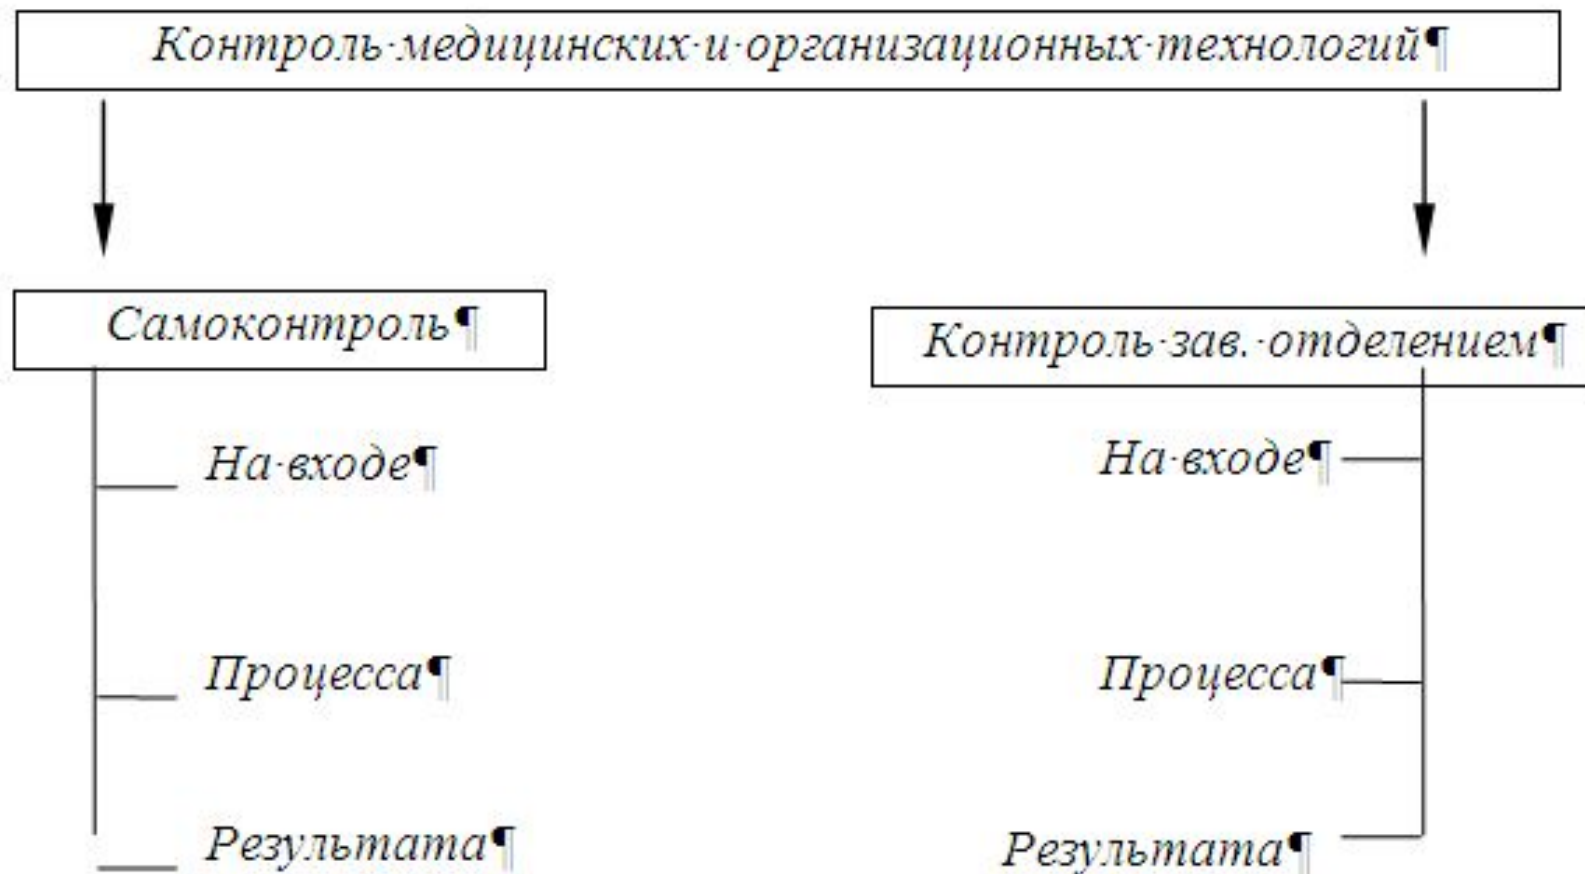 Контроль·медицинских·и·организационных·технологий¶
Самоконтроль¶
Контроль·зав.·отделением¶
На·входе¶
На·входе¶
Процесса¶
Процесса¶
Результата¶
Результата¶